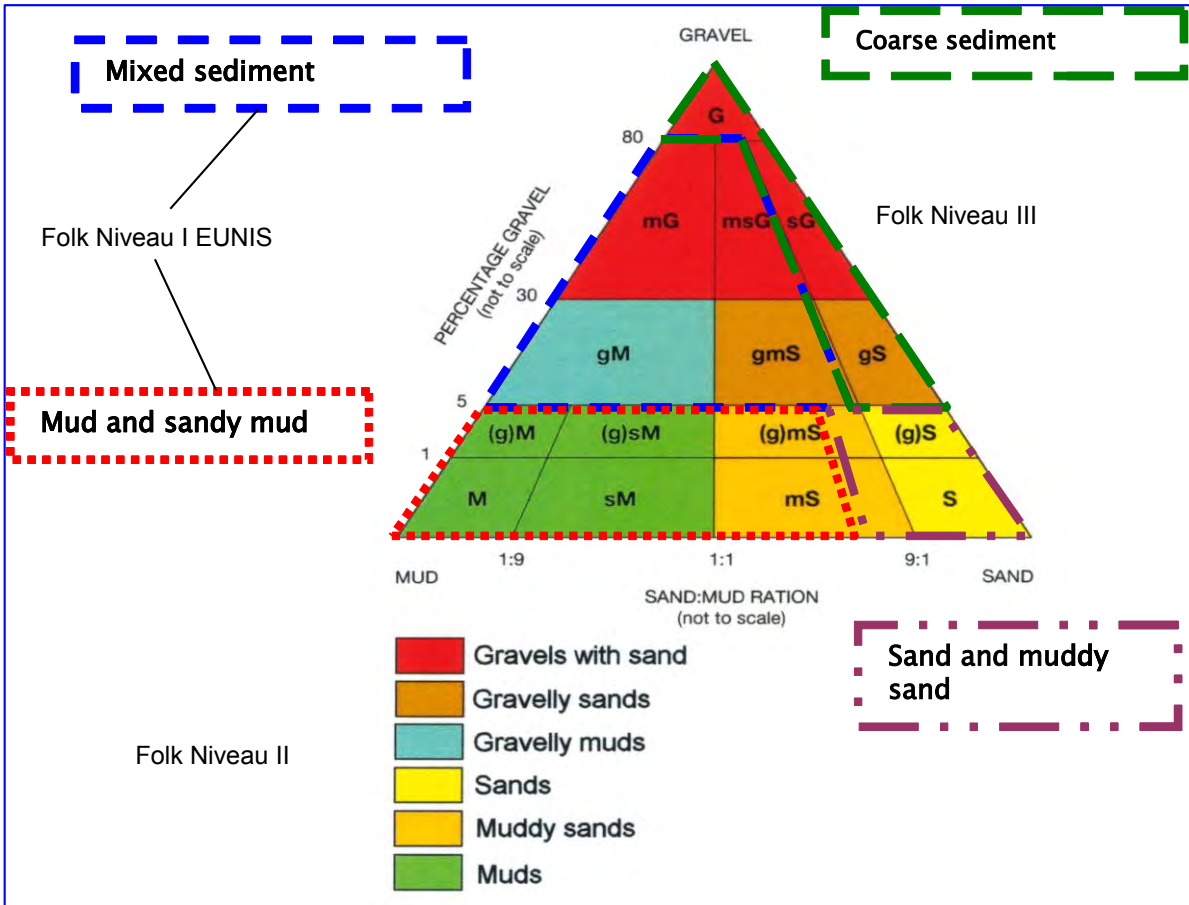 GRAVEL
Coarse sediment
Mixed sediment
G
80
PERCENTAGE GRAVEL
(not to scale)
mG
msG
sG
Folk Niveau III
Folk Niveau I EUNIS
30
gM
gmS
gS
5
Mud and sandy mud
(g)M
(g)sM
(g)mS
(g)S
1
M
sM
mS
S
1:9
1:1
9:1
MUD
SAND
SAND:MUD RATION
(not to scale)
Gravels with sand
Gravelly sands
Gravelly muds
Sands
Muddy sands
Muds
Sand and muddy
sand
Folk Niveau II